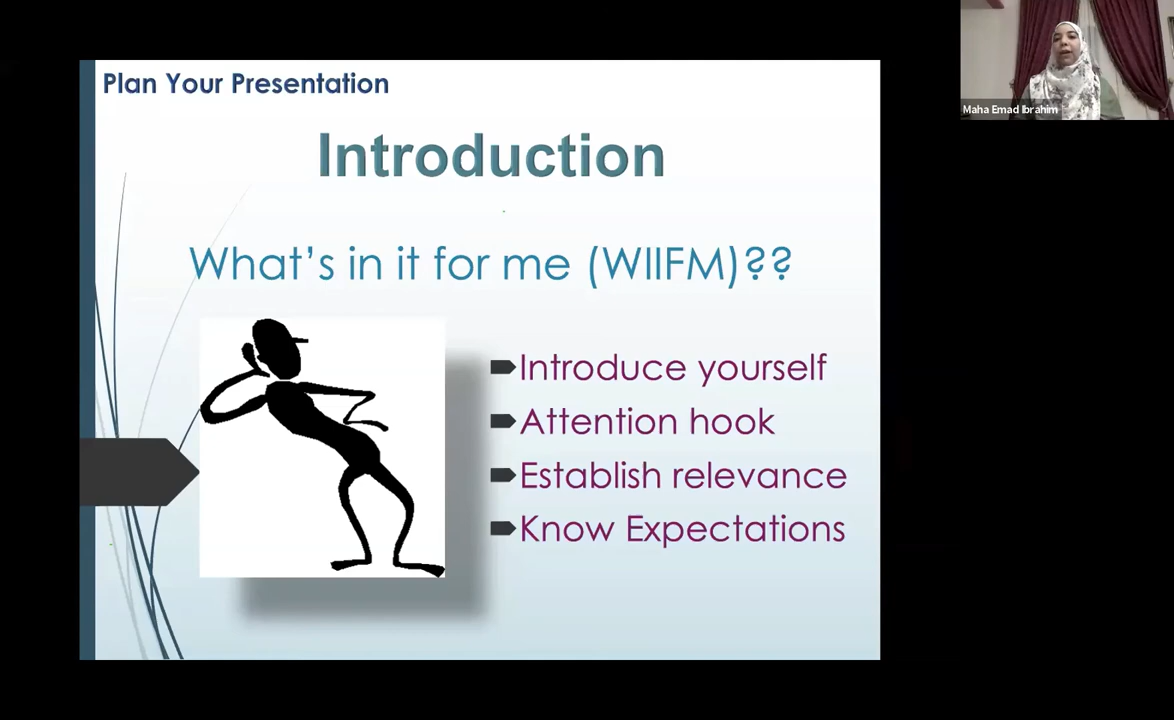 Plan Your Presentation
Introduction
What's in it for me (WIIFM)??
Introduce yourself
Attention hook
Establish relevance
Know Expectations
Maha Emad Ibrahim